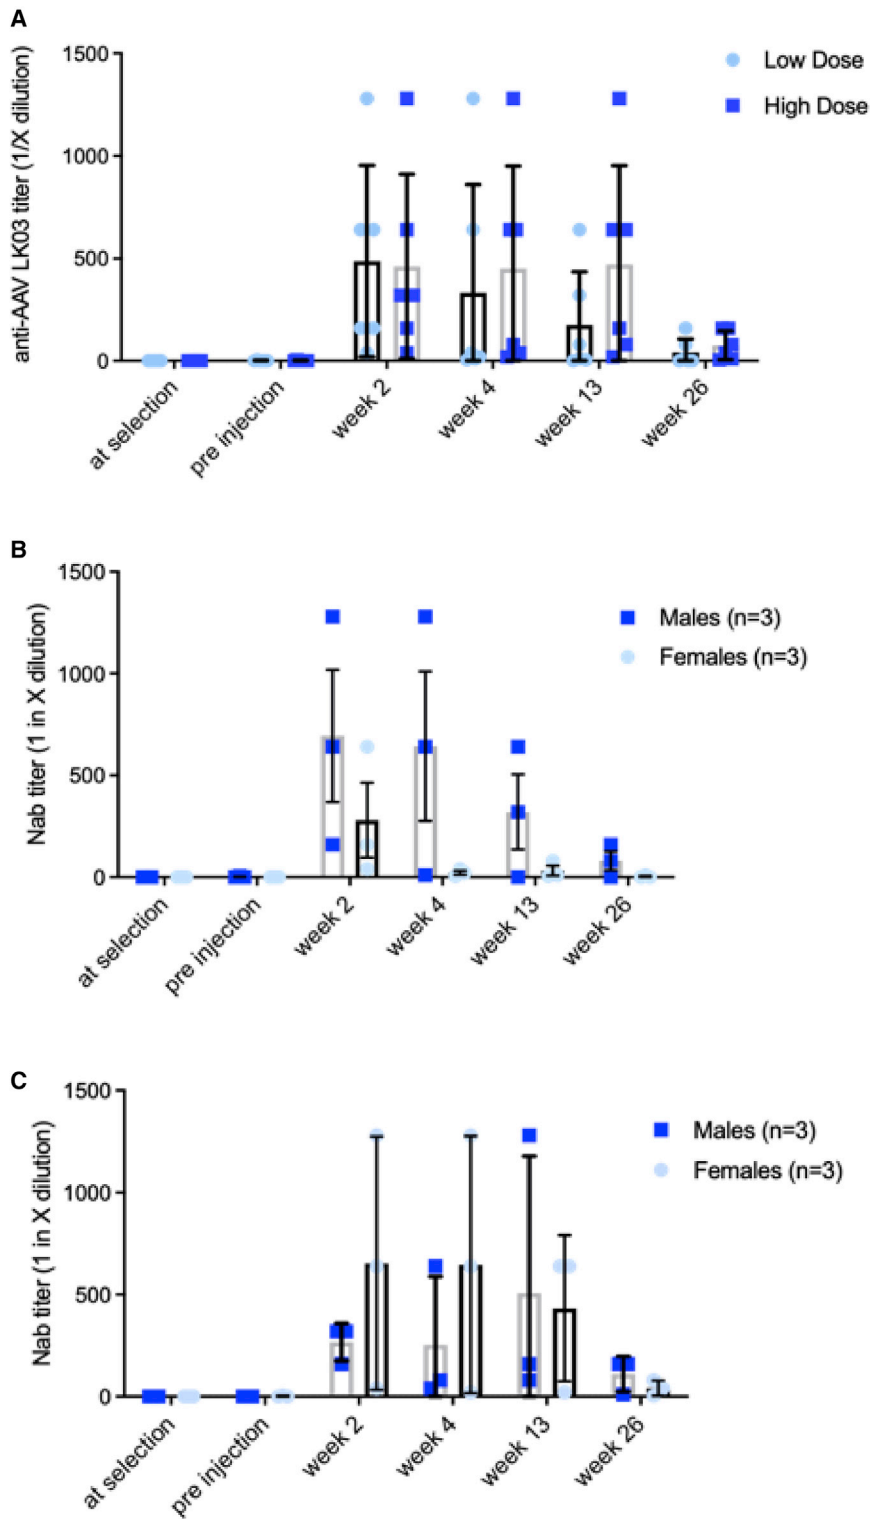 A
anti-AAV LK03 titer (1/X dilution)
1500
1000
500
0
at selection
pre injection
week 2
week 4
week 13
week 26
Low Dose
High Dose
B
Nab titer (1 in X dilution)
1500
1000
500
0
at selection
pre injection
week 2
week 4
week 13
week 26
Males (n=3)
Females (n=3)
C
Nab titer (1 in X dilution)
1500
1000
500
0
at selection
pre injection
week 2
week 4
week 13
week 26
Males (n=3)
Females (n=3)